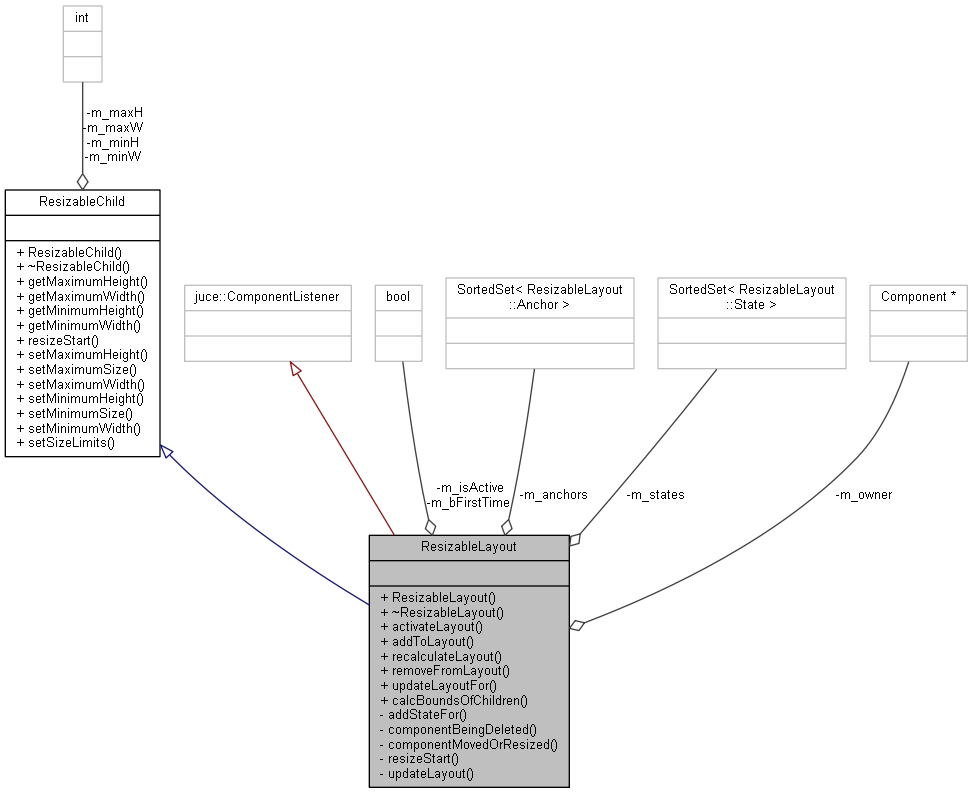 int
-m_maxH
-m_maxW
-m_minH
-m_minW
ResizableChild
+ ResizableChild()
+ ~ResizableChild()
+ getMaximumHeight()
+ getMaximumWidth()
+ getMinimumHeight()
+ getMinimumWidth()
+ resizeStart()
+ setMaximumHeight()
+ setMaximumSize()
+ setMaximumWidth()
+ setMinimumHeight()
+ setMinimumSize()
+ setMinimumWidth()
+ setSizeLimits()
juce::ComponentListener
bool
SortedSet< ResizableLayout
::Anchor >
SortedSet< ResizableLayout
::State >
Component *
-m_isActive
-m_bFirstTime
-m_anchors
-m_states
-m_owner
ResizableLayout
+ ResizableLayout()
+ ~ResizableLayout()
+ activateLayout()
+ addToLayout()
+ recalculateLayout()
+ removeFromLayout()
+ updateLayoutFor()
+ calcBoundsOfChildren()
- addStateFor()
- componentBeingDeleted()
- componentMovedOrResized()
- resizeStart()
- updateLayout()